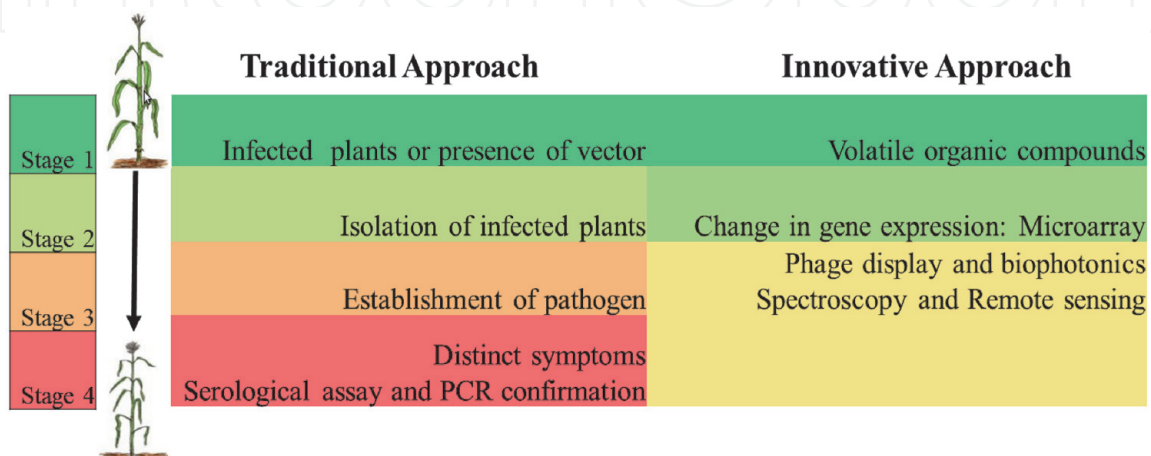 Traditional Approach
Innovative Approach
Stage 1
Infected plants or presence of vector
Volatile organic compounds
Stage 2
Isolation of infected plants
Change in gene expression: Microarray
Phage display and biophotonics
Stage 3
Establishment of pathogen
Spectroscopy and Remote sensing
Distinct symptoms
Stage 4
Serological assay and PCR confirmation